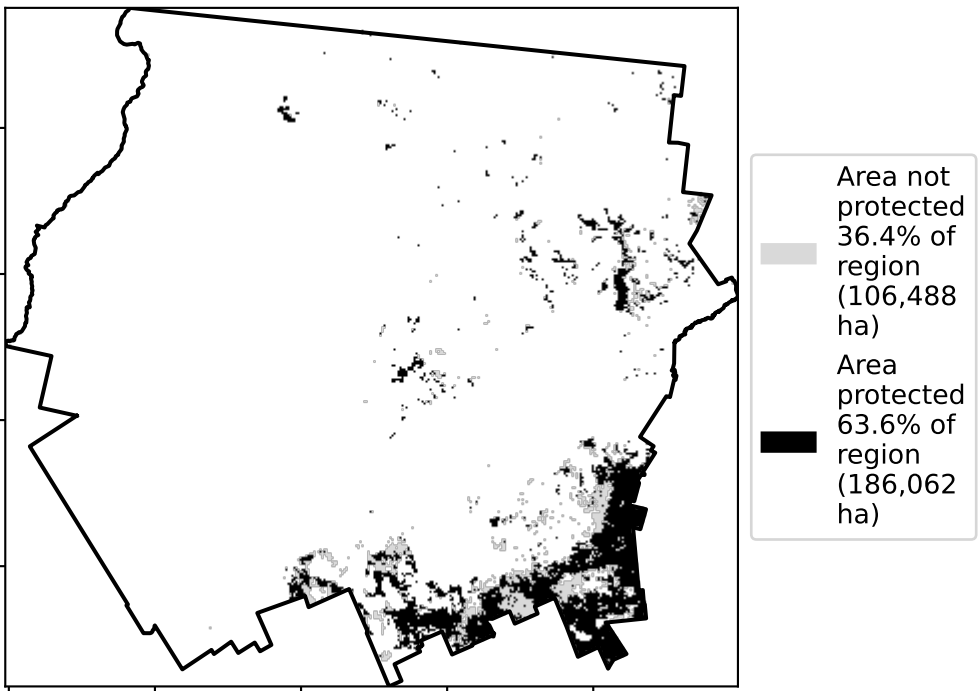 Area not
protected
36.4% of
region
(106,488
ha)
Area
protected
63.6% of
region
(186,062
ha)